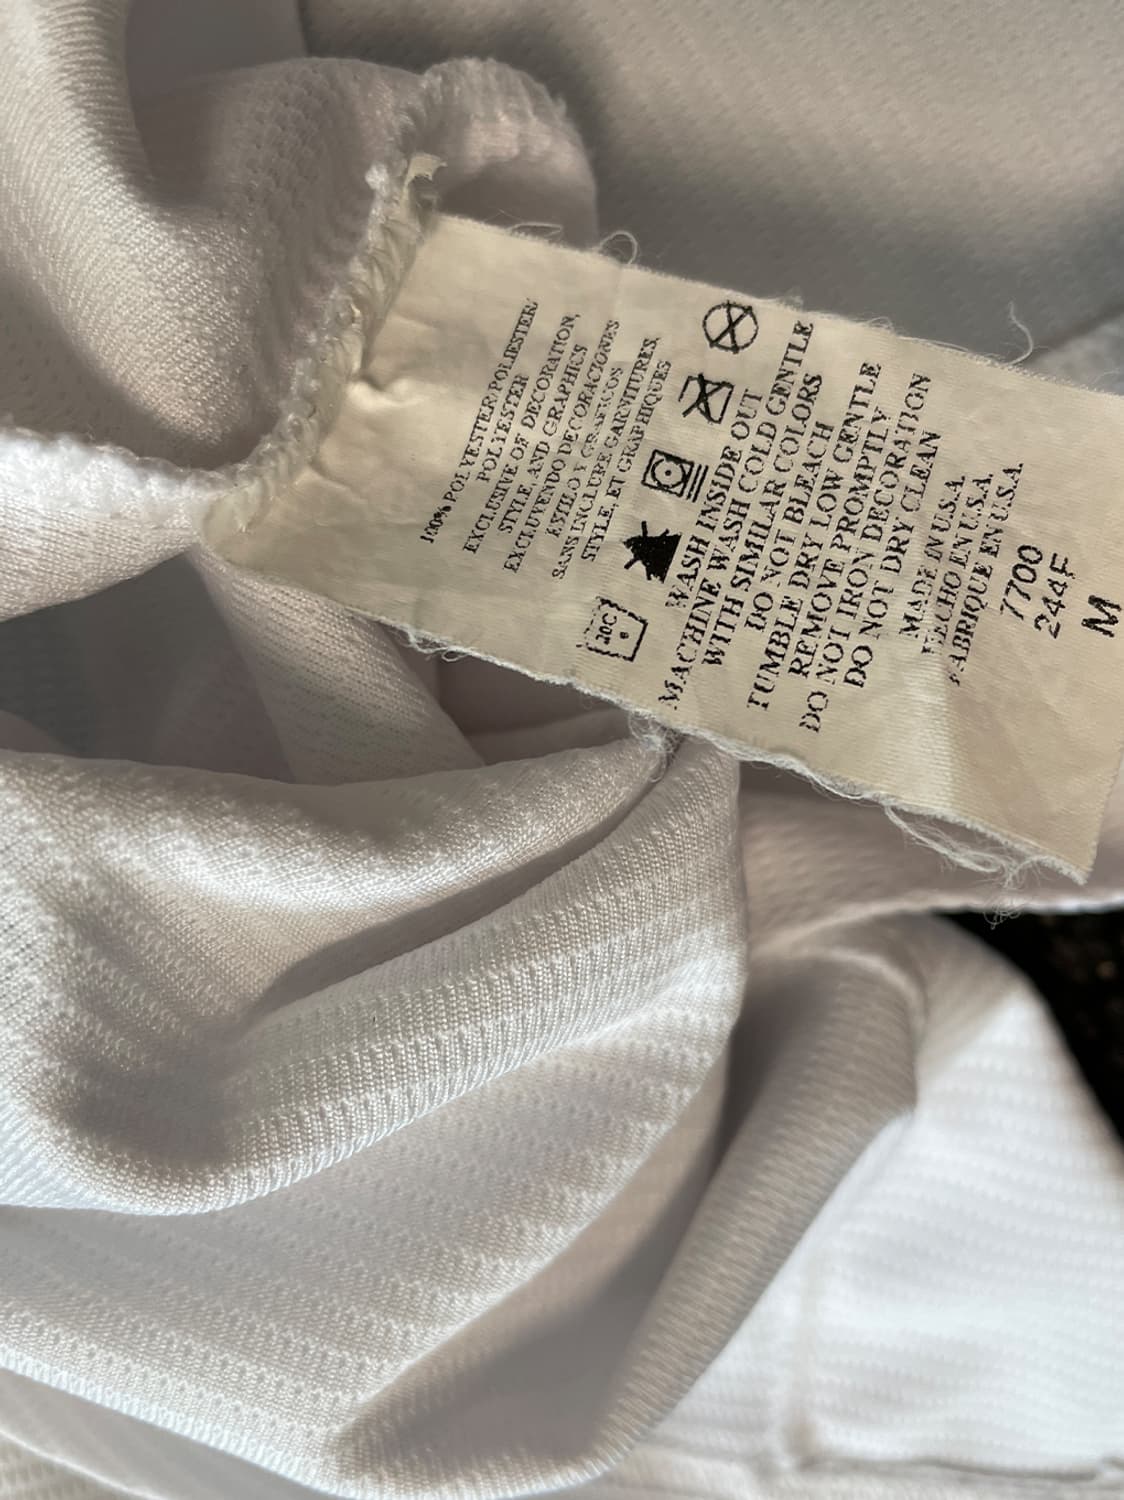 100% POLYESTER/POLIESTER/
POLYESTER
EXCLUSIVE OF DECORATION,
STYLE, AND GRAPHICS
EXCLUYENDO DECORACIONES
ESTILO Y GRAFICOS
SANS INCLURE GARNITURES,
STYLE, ET GRAPHIQUES
30C
WASH INSIDE OUT
MACHINE WASH COLD GENTLE
WITH SIMILAR COLORS
DO NOT BLEACH
TUMBLE DRY LOW GENTLE
REMOVE PROMPTLY
DO NOT IRON DECORATION
DO NOT DRY CLEAN
MADE IN U.S.A.
HECHO EN U.S.A.
FABRIQUE EN U.S.A.
7700
244F
M